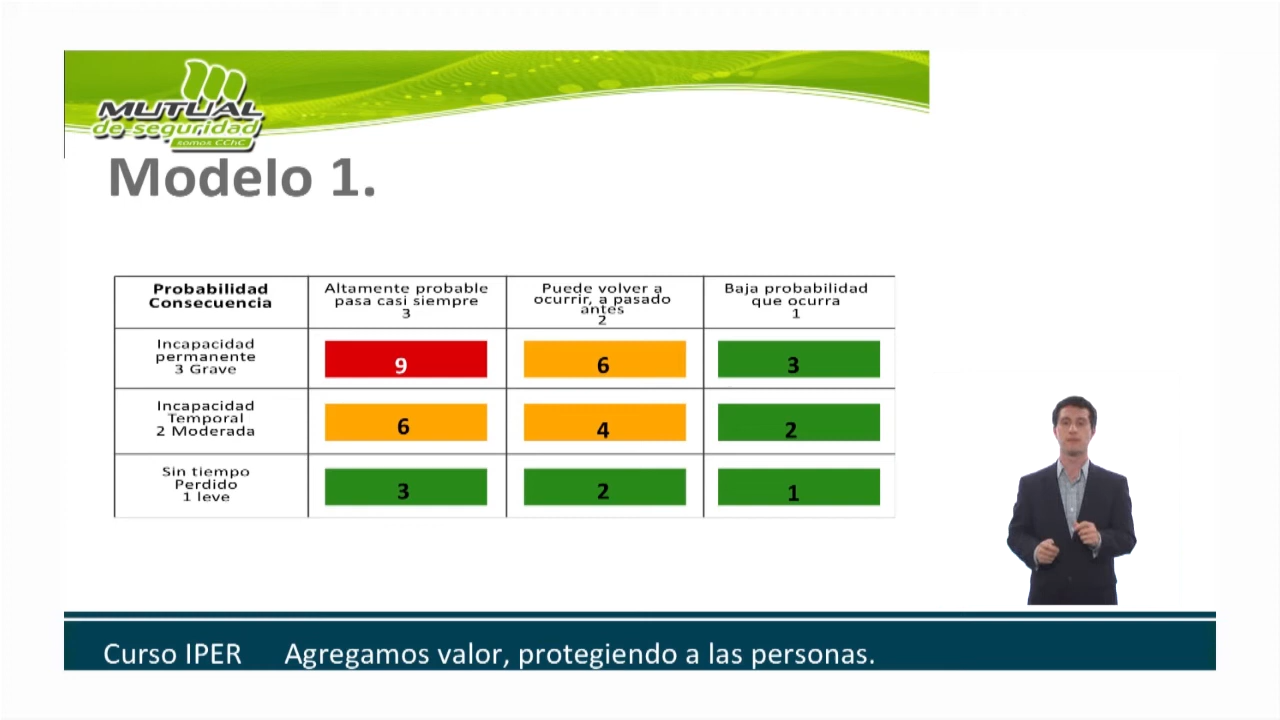 MUTUAL
de seguridad
somos CChC
Modelo 1.
Probabilidad
Consecuencia
Altamente probable
pasa casi siempre
3
Puede volver a
ocurrir, a pasado
antes
2
Baja probabilidad
que ocurra
1
Incapacidad
permanente
3 Grave
9
6
3
Incapacidad
Temporal
2 Moderada
6
4
2
Sin tiempo
Perdido
1 leve
3
2
1
Curso IPER Agregamos valor, protegiendo a las personas.